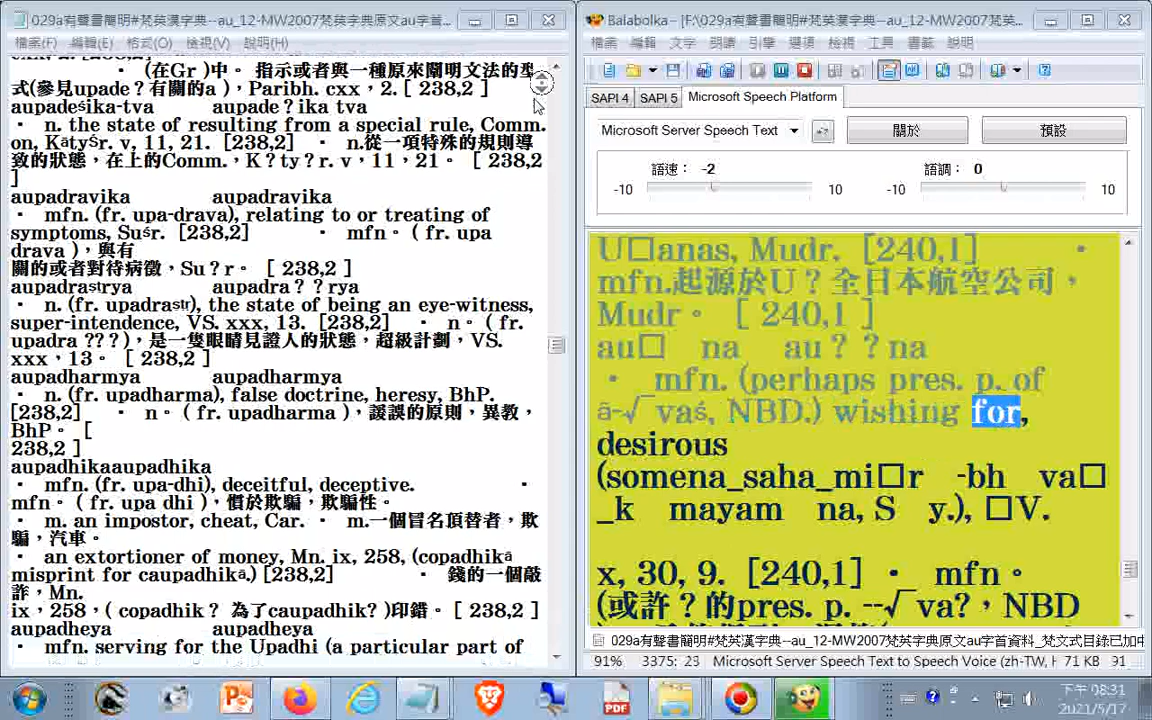 029a有聲書簡明#梵英漢字典--au_12-MW2007梵英字典原文au字首...
檔案(F) 編輯(E) 格式(O) 檢視(V) 說明(H)
• (在Gr )中。 指示或者與一種原來闡明文法的型
式(參見upade ? 有關的a )，Paribh. cxx，2. [ 238,2 ]
aupadeśika-tva aupade ? ika tva
• n. the state of resulting from a special rule, Comm.
on, KātyŚr. v, 11, 21. [238,2] • n.從一項特殊的規則導
致的狀態，在上的Comm.，K ? ty ? r. v，11，21。 [ 238,2
]
aupadravika aupadravika
• mfn. (fr. upa-drava), relating to or treating of
symptoms, Suśr. [238,2] • mfn。 ( fr. upa
drava )，與有
關的或者對待病徵，Su ? r。 [ 238,2 ]
aupadraṣṭrya aupadra ? ? rya
• n. (fr. upadraṣṭṛ), the state of being an eye-witness,
super-intendence, VS. xxx, 13. [238,2] • n。 ( fr.
upadra ??? )，是一隻眼睛見證人的狀態，超級計劃，VS.
xxx，13。 [ 238,2 ]
aupadharmya aupadharmya
• n. (fr. upadharma), false doctrine, heresy, BhP.
[238,2] • n。 ( fr. upadharma )，謬誤的原則，異教，
BhP。 [
238,2 ]
aupadhikaaupadhika
• mfn. (fr. upa-dhi), deceitful, deceptive. •
mfn。 ( fr. upa dhi )，慣於欺騙，欺騙性。
• m. an impostor, cheat, Car. • m.一個冒名頂替者，欺
騙，汽車。
• an extortioner of money, Mn. ix, 258, (copadhikā
misprint for caupadhika.) [238,2] • 錢的一個敲
詐，Mn.
ix，258，( copadhik ? 為了caupadhik? )印錯。 [ 238,2 ]
aupadheya aupadheya
• mfn. serving for the Upadhi (a particular part of
Balabolka - [F:\029a有聲書簡明#梵英漢字典--au_12-MW2007梵英...
檔案 編輯 文字 朗讀 引擎 選項 檢視 工具 書籤 說明
SAPI 4 SAPI 5 Microsoft Speech Platform
Microsoft Server Speech Text 關於 預設
語速： -2 語調： 0
-10 10 -10 10
U□anas, Mudr. [240,1] •
mfn.起源於U ? 全日本航空公司，
Mudr。 [ 240,1 ]
au□ na au ? ? na
• mfn. (perhaps pres. p. of
ā-√ vaś, NBD.) wishing for,
desirous
(somena_saha_mi□r -bh va□
_k mayam na, S y.), □V.
x, 30, 9. [240,1] • mfn。
(或許 ? 的pres. p. --√ va?，NBD
029a有聲書簡明#梵英漢字典--au_12-MW2007梵英字典原文au字首資料_梵文式目錄已加中
91% 3375: 23 Microsoft Server Speech Text to Speech Voice (zh-TW, H 71 KB 91
下午 08:31
2021/5/17